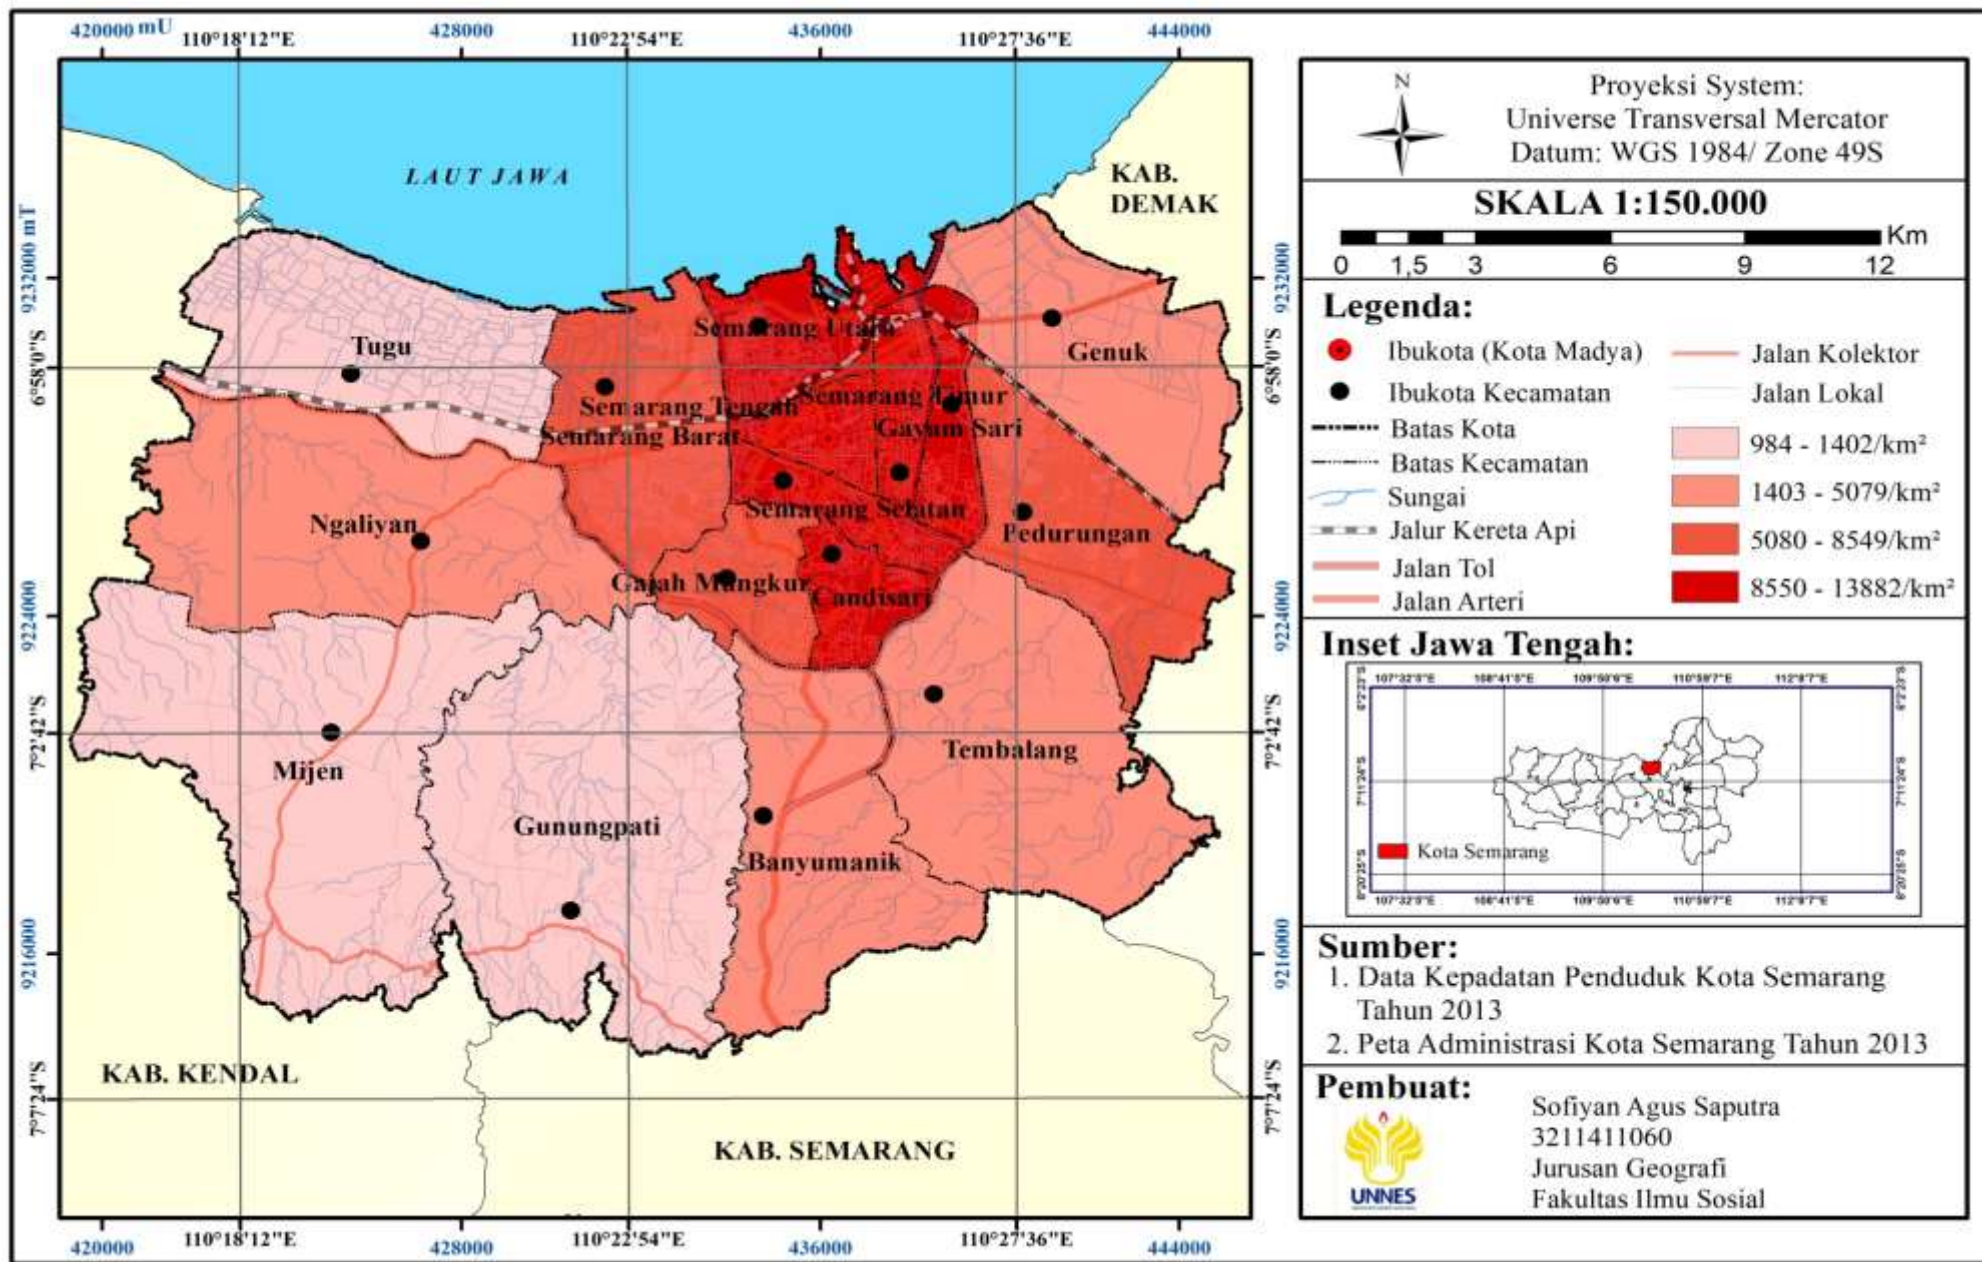 420000 mU
110°18'12"E
428000
110°22'54"E
436000
110°27'36"E
444000
LAUT JAWA
KAB.
DEMAK
9232000 mT
9232000
6°58'0"S
6°58'0"S
Tugu
Semarang Utara
Genuk
Semarang Tengah
Semarang Timur
Semarang Barat
Gayam Sari
Ngaliyan
Semarang Selatan
Pedurungan
Gajah Mungkur
Candisari
9224000
9224000
7°2'42"S
7°2'42"S
Mijen
Tembalang
Gunungpati
Banyumanik
9216000
9216000
KAB. KENDAL
7°7'24"S
7°7'24"S
KAB. SEMARANG
420000
110°18'12"E
428000
110°22'54"E
436000
110°27'36"E
444000
N
Proyeksi System:
Universe Transversal Mercator
Datum: WGS 1984/ Zone 49S
SKALA 1:150.000
Km
0 1,5 3 6 9 12
Legenda:
Ibukota (Kota Madya)
Ibukota Kecamatan
Batas Kota
Batas Kecamatan
Sungai
Jalur Kereta Api
Jalan Tol
Jalan Arteri
Jalan Kolektor
Jalan Lokal
984 - 1402/km²
1403 - 5079/km²
5080 - 8549/km²
8550 - 13882/km²
Inset Jawa Tengah:
Kota Semarang
Sumber:
1. Data Kepadatan Penduduk Kota Semarang
Tahun 2013
2. Peta Administrasi Kota Semarang Tahun 2013
Pembuat:
UNNES
Sofiyan Agus Saputra
3211411060
Jurusan Geografi
Fakultas Ilmu Sosial